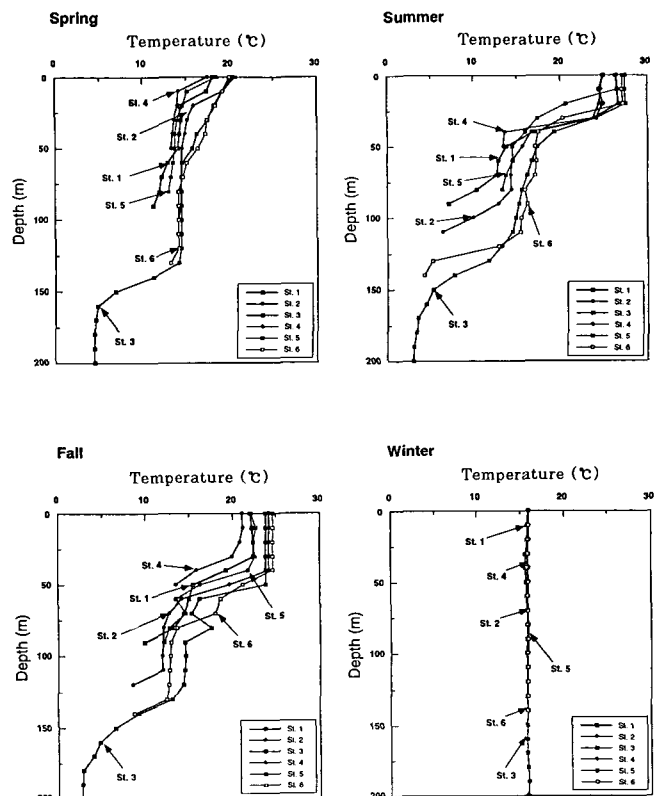 Spring
Temperature (℃)
0 10 20 30
Depth (m)
0
50
100
150
200
St. 4
St. 2
St. 1
St. 5
St. 6
St. 3
St. 1
St. 2
St. 3
St. 4
St. 5
St. 6
Summer
Temperature (℃)
0 10 20 30
Depth (m)
0
50
100
150
200
St. 4
St. 1
St. 5
St. 2
St. 6
St. 3
St. 1
St. 2
St. 3
St. 4
St. 5
St. 6
Fall
Temperature (℃)
0 10 20 30
Depth (m)
0
50
100
150
200
St. 4
St. 1
St. 5
St. 2
St. 6
St. 3
St. 1
St. 2
St. 3
St. 4
St. 5
St. 6
Winter
Temperature (℃)
0 10 20 30
Depth (m)
0
50
100
150
200
St. 1
St. 4
St. 2
St. 5
St. 6
St. 3
St. 1
St. 2
St. 3
St. 4
St. 5
St. 6